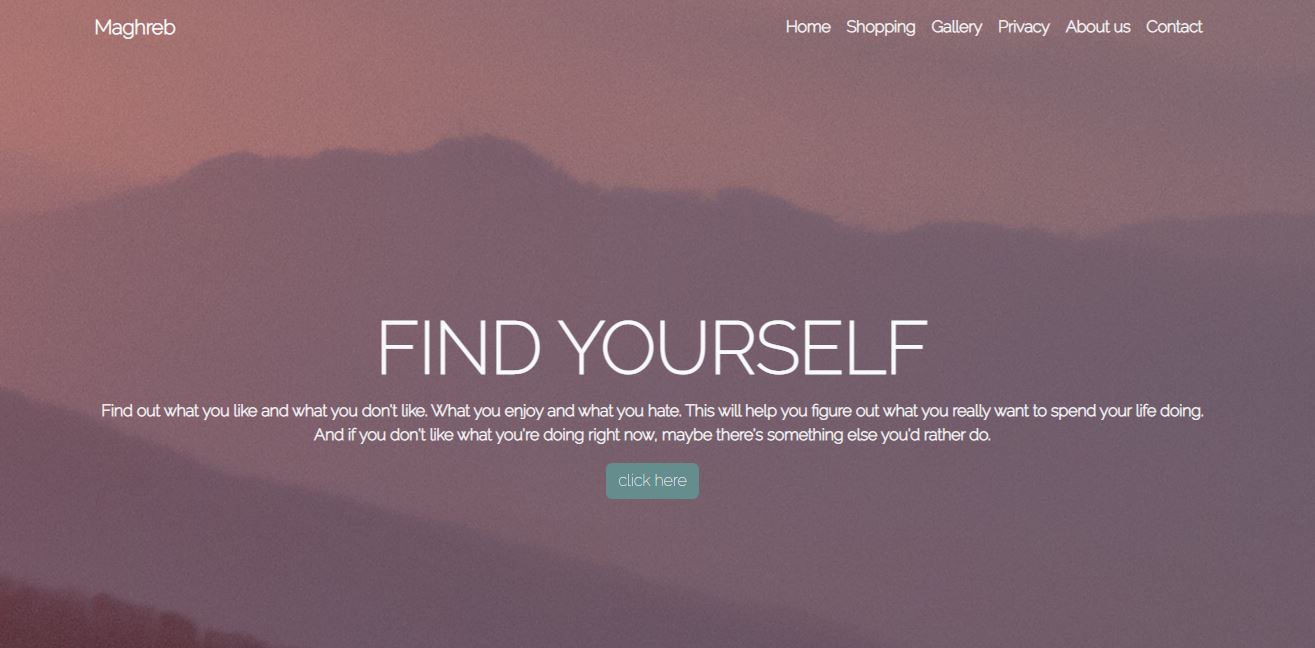 Maghreb
Home Shopping Gallery Privacy About us Contact
FIND YOURSELF
Find out what you like and what you don't like. What you enjoy and what you hate. This will help you figure out what you really want to spend your life doing.
And if you don't like what you're doing right now, maybe there's something else you'd rather do.
click here